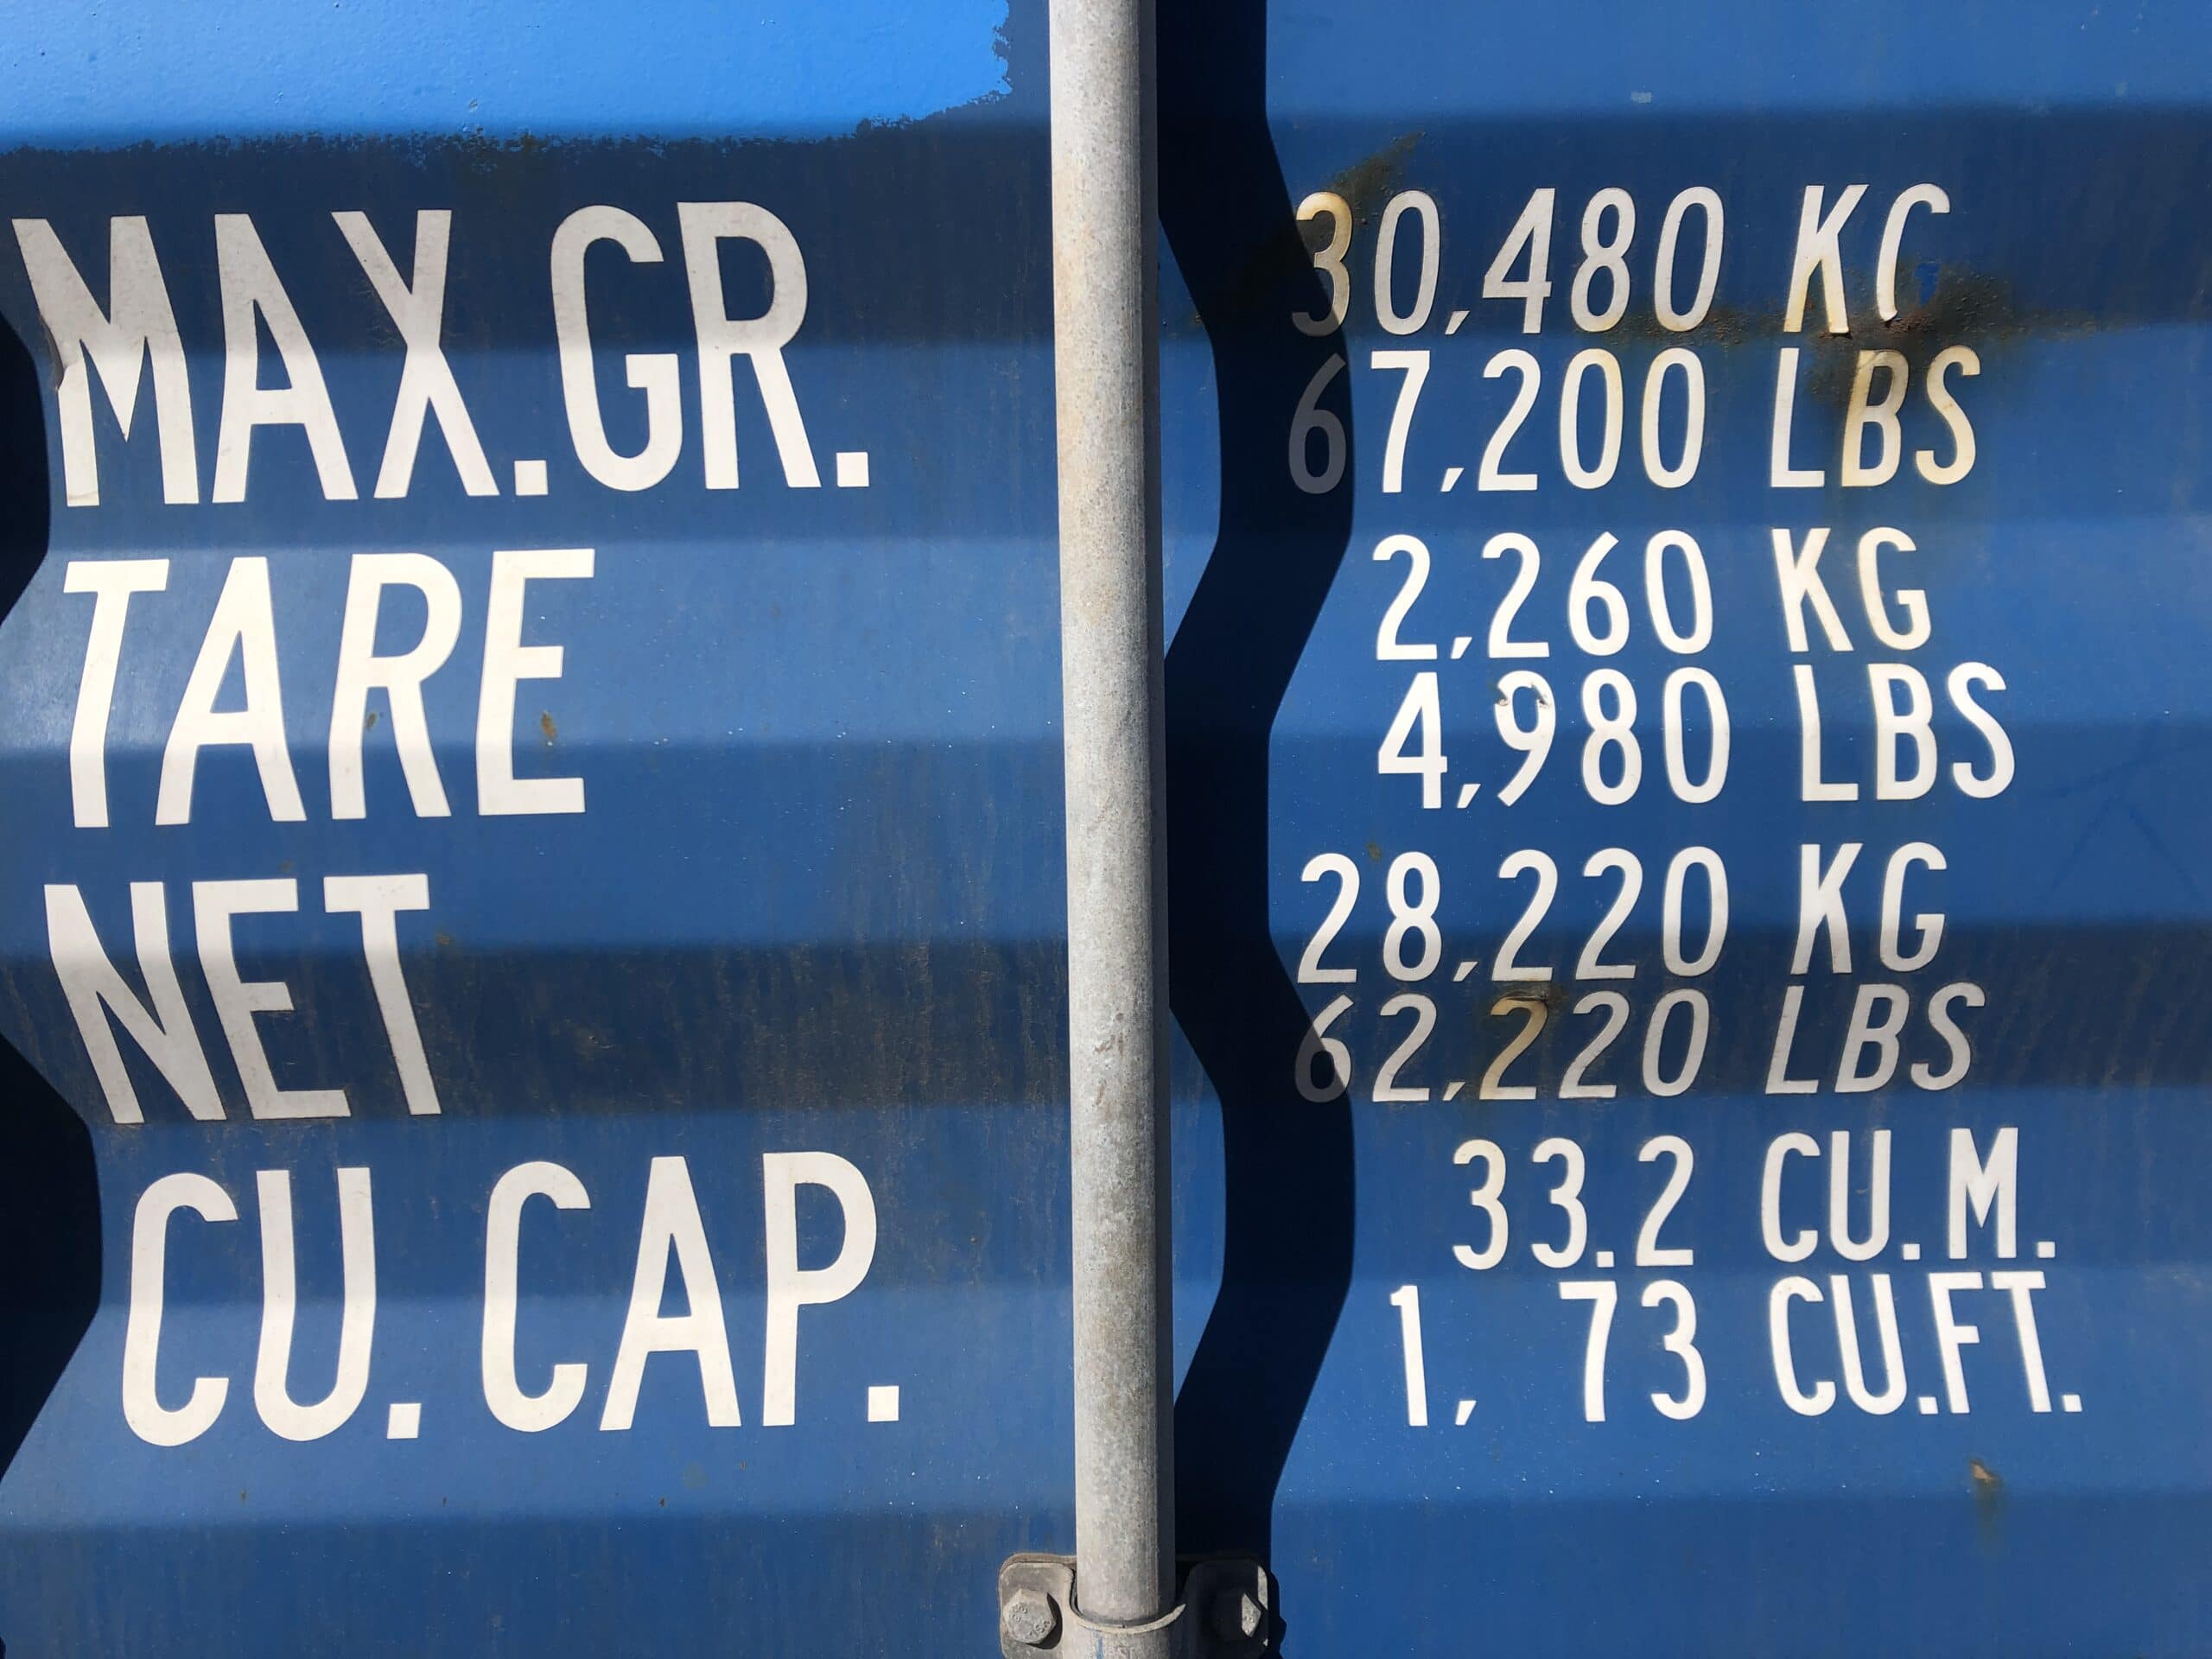 MAX.GR. 30,480 KG
67,200 LBS
TARE 2,260 KG
4,980 LBS
NET 28,220 KG
62,220 LBS
CU.CAP. 33.2 CU.M.
1, 73 CU.FT.